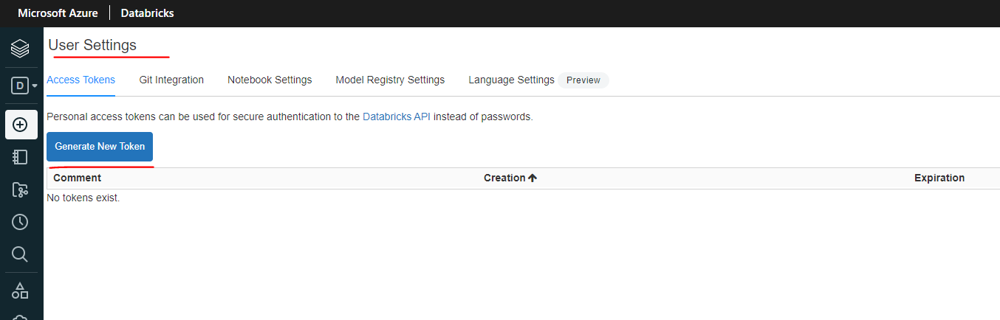 Microsoft Azure Databricks
User Settings
D
Access Tokens Git Integration Notebook Settings Model Registry Settings Language Settings Preview
Personal access tokens can be used for secure authentication to the Databricks API instead of passwords.
Generate New Token
Comment Creation Expiration
No tokens exist.